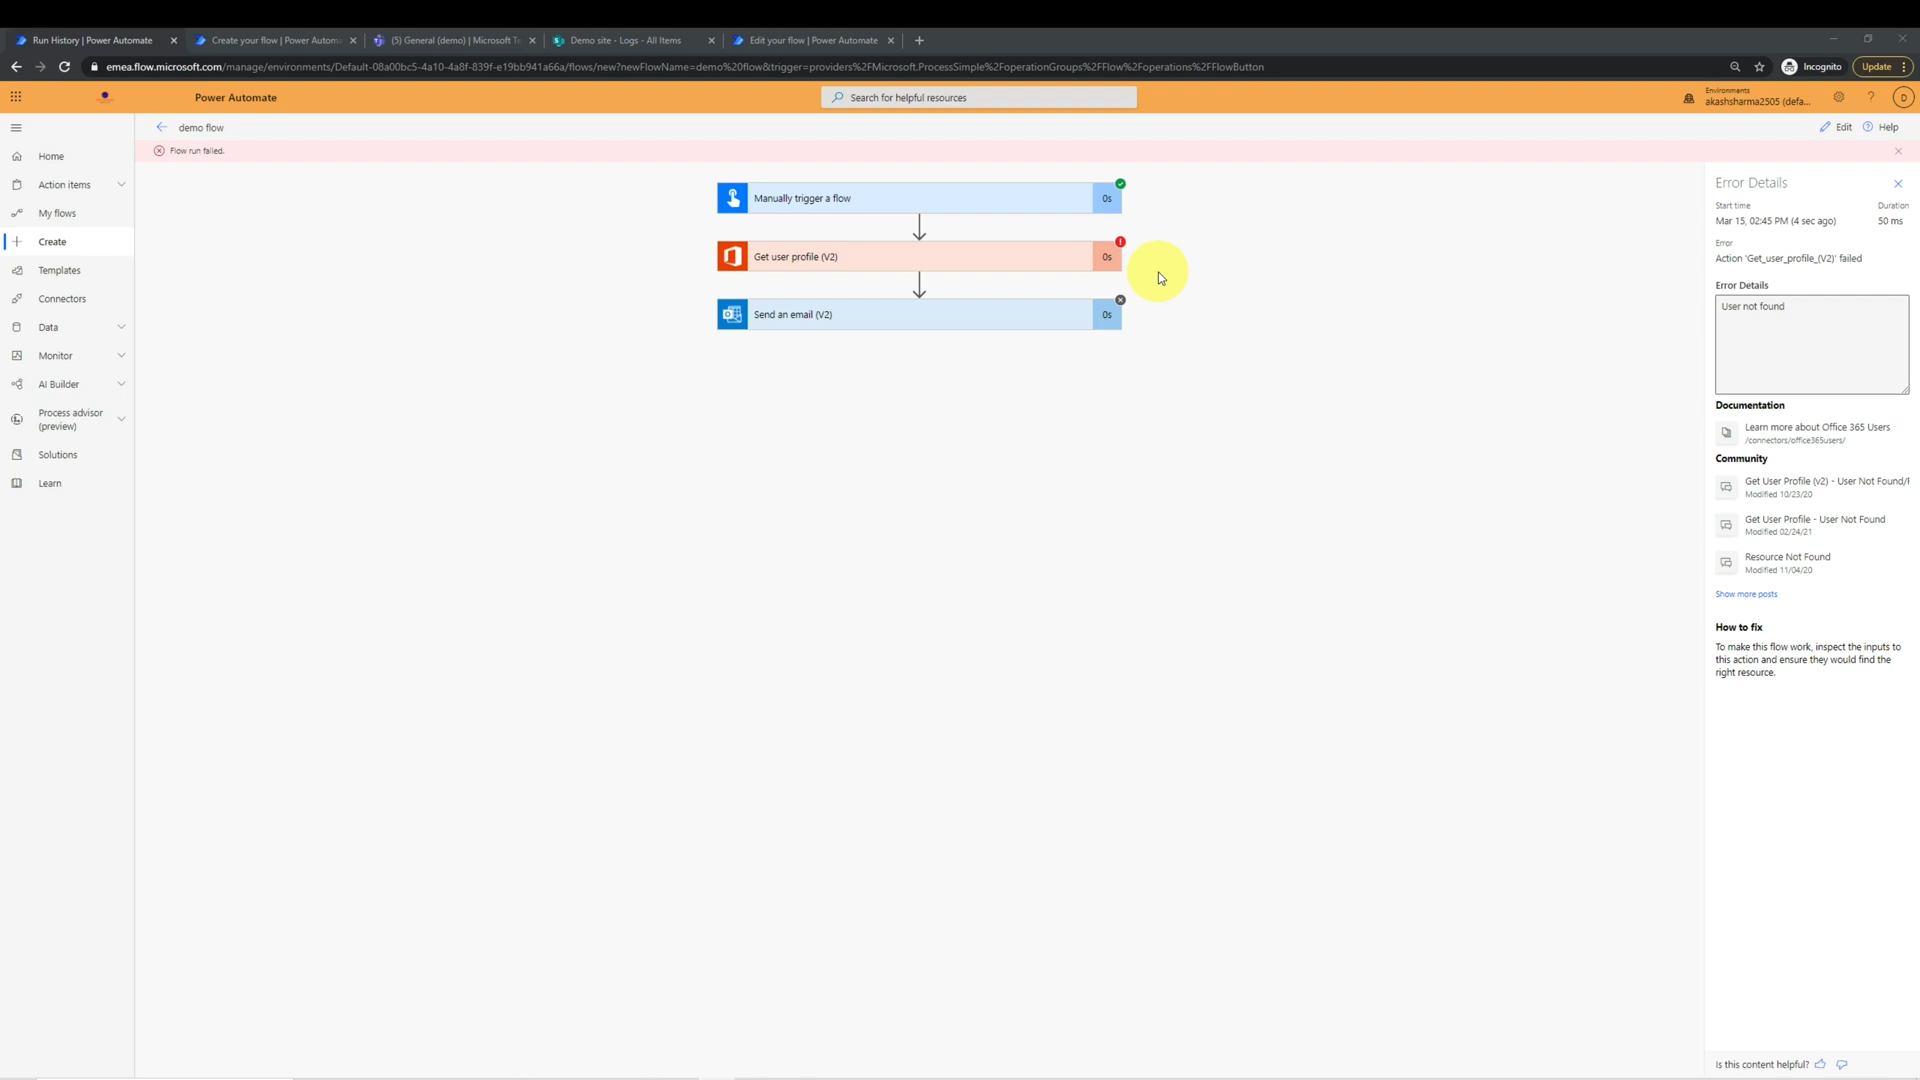 Run History | Power Automate
Create your flow | Power Autom
(5) General (demo) | Microsoft Te
Demo site - Logs - All Items
Edit your flow | Power Automate
emea.flow.microsoft.com/manage/environments/Default-08a00bc5-4a10-4a8f-839f-e19bb941a66a/flows/new?newFlowName=demo%20flow&trigger=providers%2FMicrosoft.ProcessSimple%2FoperationGroups%2FFlow%2Foperations%2FFlowButton
Incognito
Update
Power Automate
Search for helpful resources
Environments
akashsharma2505 (defa...
D
demo flow
Edit
Help
Flow run failed.
Home
Action items
My flows
Create
Templates
Connectors
Data
Monitor
AI Builder
Process advisor
(preview)
Solutions
Learn
Manually trigger a flow
0s
Get user profile (V2)
0s
Send an email (V2)
0s
Error Details
Start time
Duration
Mar 15, 02:45 PM (4 sec ago)
50 ms
Error
Action 'Get_user_profile_(V2)' failed
Error Details
User not found
Documentation
Learn more about Office 365 Users
/connectors/office365users/
Community
Get User Profile (v2) - User Not Found/F
Modified 10/23/20
Get User Profile - User Not Found
Modified 02/24/21
Resource Not Found
Modified 11/04/20
Show more posts
How to fix
To make this flow work, inspect the inputs to
this action and ensure they would find the
right resource.
Is this content helpful?